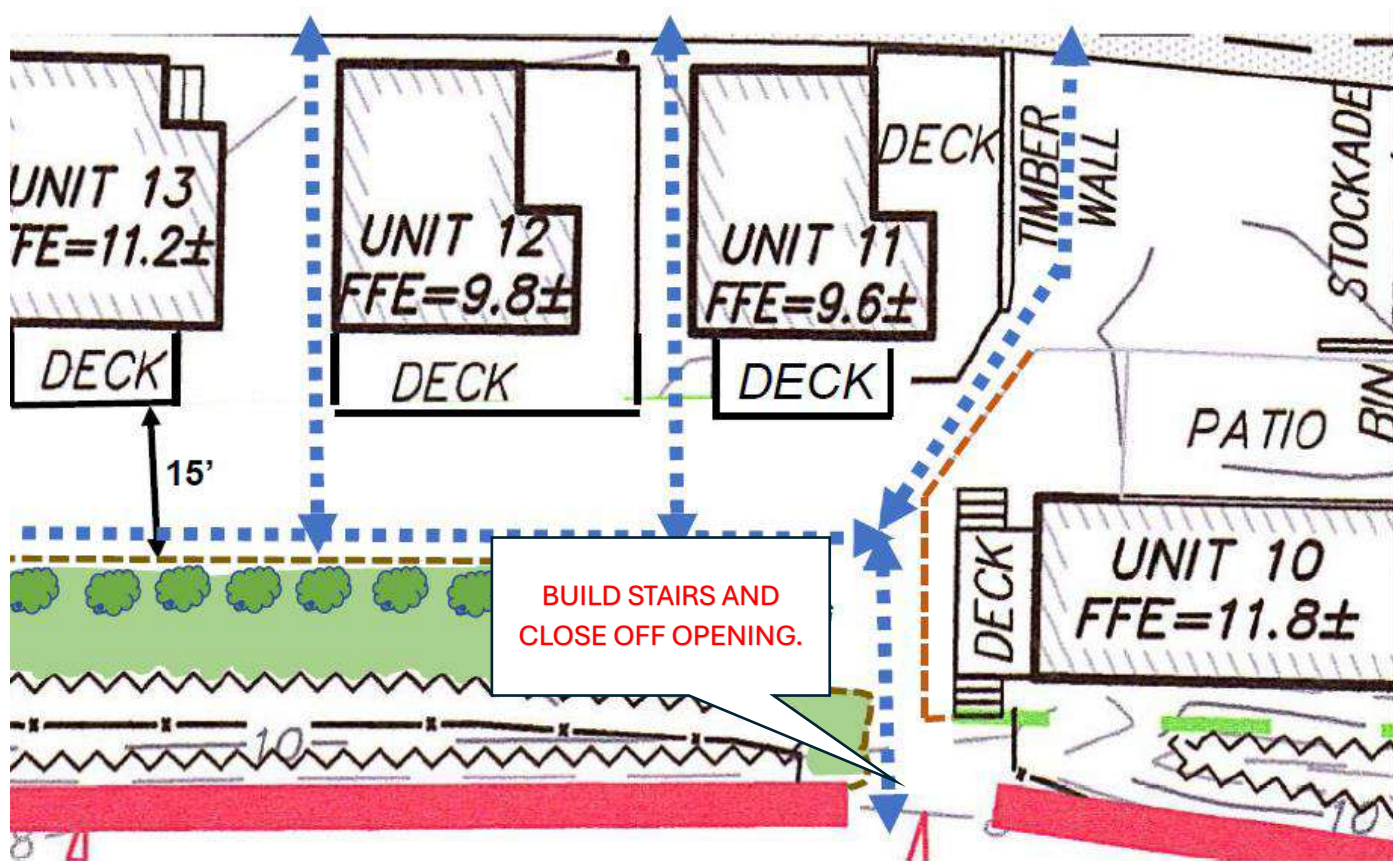 UNIT 13
FFE=11.2±
DECK
UNIT 12
FFE=9.8±
DECK
UNIT 11
FFE=9.6±
DECK
DECK
TIMBER
WALL
STOCKADE
BIN
PATIO
15’
UNIT 10
FFE=11.8±
DECK
BUILD STAIRS AND
CLOSE OFF OPENING.
x x x x
10
x
10
8